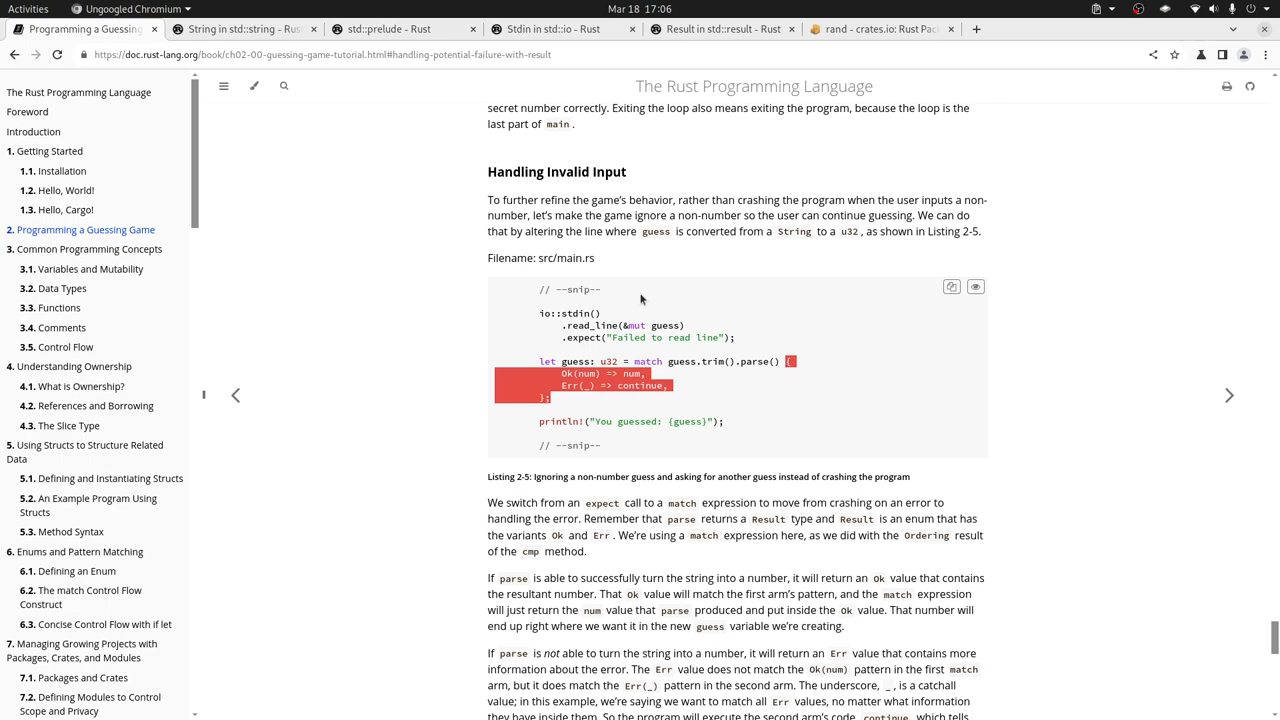 Activities Ungoogled Chromium Mar 18 17:06
Programming a Guessing String in std::string - Rust std::prelude - Rust Stdin in std::io - Rust Result in std::result - Rust rand - crates.io: Rust Pac
https://doc.rust-lang.org/book/ch02-00-guessing-game-tutorial.html#handling-potential-failure-with-result
The Rust Programming Language
Foreword
Introduction
1. Getting Started
1.1. Installation
1.2. Hello, World!
1.3. Hello, Cargo!
2. Programming a Guessing Game
3. Common Programming Concepts
3.1. Variables and Mutability
3.2. Data Types
3.3. Functions
3.4. Comments
3.5. Control Flow
4. Understanding Ownership
4.1. What is Ownership?
4.2. References and Borrowing
4.3. The Slice Type
5. Using Structs to Structure Related
Data
5.1. Defining and Instantiating Structs
5.2. An Example Program Using
Structs
5.3. Method Syntax
6. Enums and Pattern Matching
6.1. Defining an Enum
6.2. The match Control Flow
Construct
6.3. Concise Control Flow with if let
7. Managing Growing Projects with
Packages, Crates, and Modules
7.1. Packages and Crates
7.2. Defining Modules to Control
Scope and Privacy
The Rust Programming Language
secret number correctly. Exiting the loop also means exiting the program, because the loop is the
last part of main.
Handling Invalid Input
To further refine the game's behavior, rather than crashing the program when the user inputs a non-
number, let's make the game ignore a non-number so the user can continue guessing. We can do
that by altering the line where guess is converted from a String to a u32, as shown in Listing 2-5.
Filename: src/main.rs
// --snip--
io::stdin()
.read_line(&mut guess)
.expect("Failed to read line");
let guess: u32 = match guess.trim().parse() {
Ok(num) => num,
Err(_) => continue,
};
println!("You guessed: {guess}");
// --snip--
Listing 2-5: Ignoring a non-number guess and asking for another guess instead of crashing the program
We switch from an expect call to a match expression to move from crashing on an error to
handling the error. Remember that parse returns a Result type and Result is an enum that has
the variants Ok and Err. We're using a match expression here, as we did with the Ordering result
of the cmp method.
If parse is able to successfully turn the string into a number, it will return an Ok value that contains
the resultant number. That Ok value will match the first arm's pattern, and the match expression
will just return the num value that parse produced and put inside the Ok value. That number will
end up right where we want it in the new guess variable we're creating.
If parse is not able to turn the string into a number, it will return an Err value that contains more
information about the error. The Err value does not match the Ok(num) pattern in the first match
arm, but it does match the Err(_) pattern in the second arm. The underscore, _, is a catchall
value; in this example, we're saying we want to match all Err values, no matter what information
they have inside them. So the program will execute the second arm's code, continue, which tells